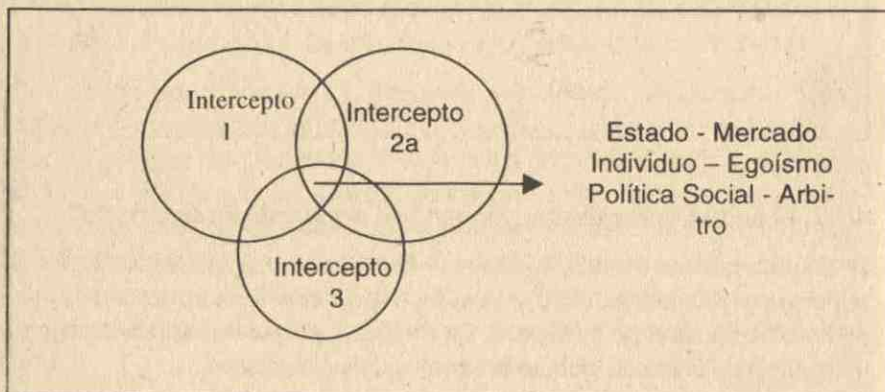 Intercepto
1
Intercepto
2a
Estado - Mercado
Individuo – Egoísmo
Política Social - Arbi-
tro
Intercepto
3